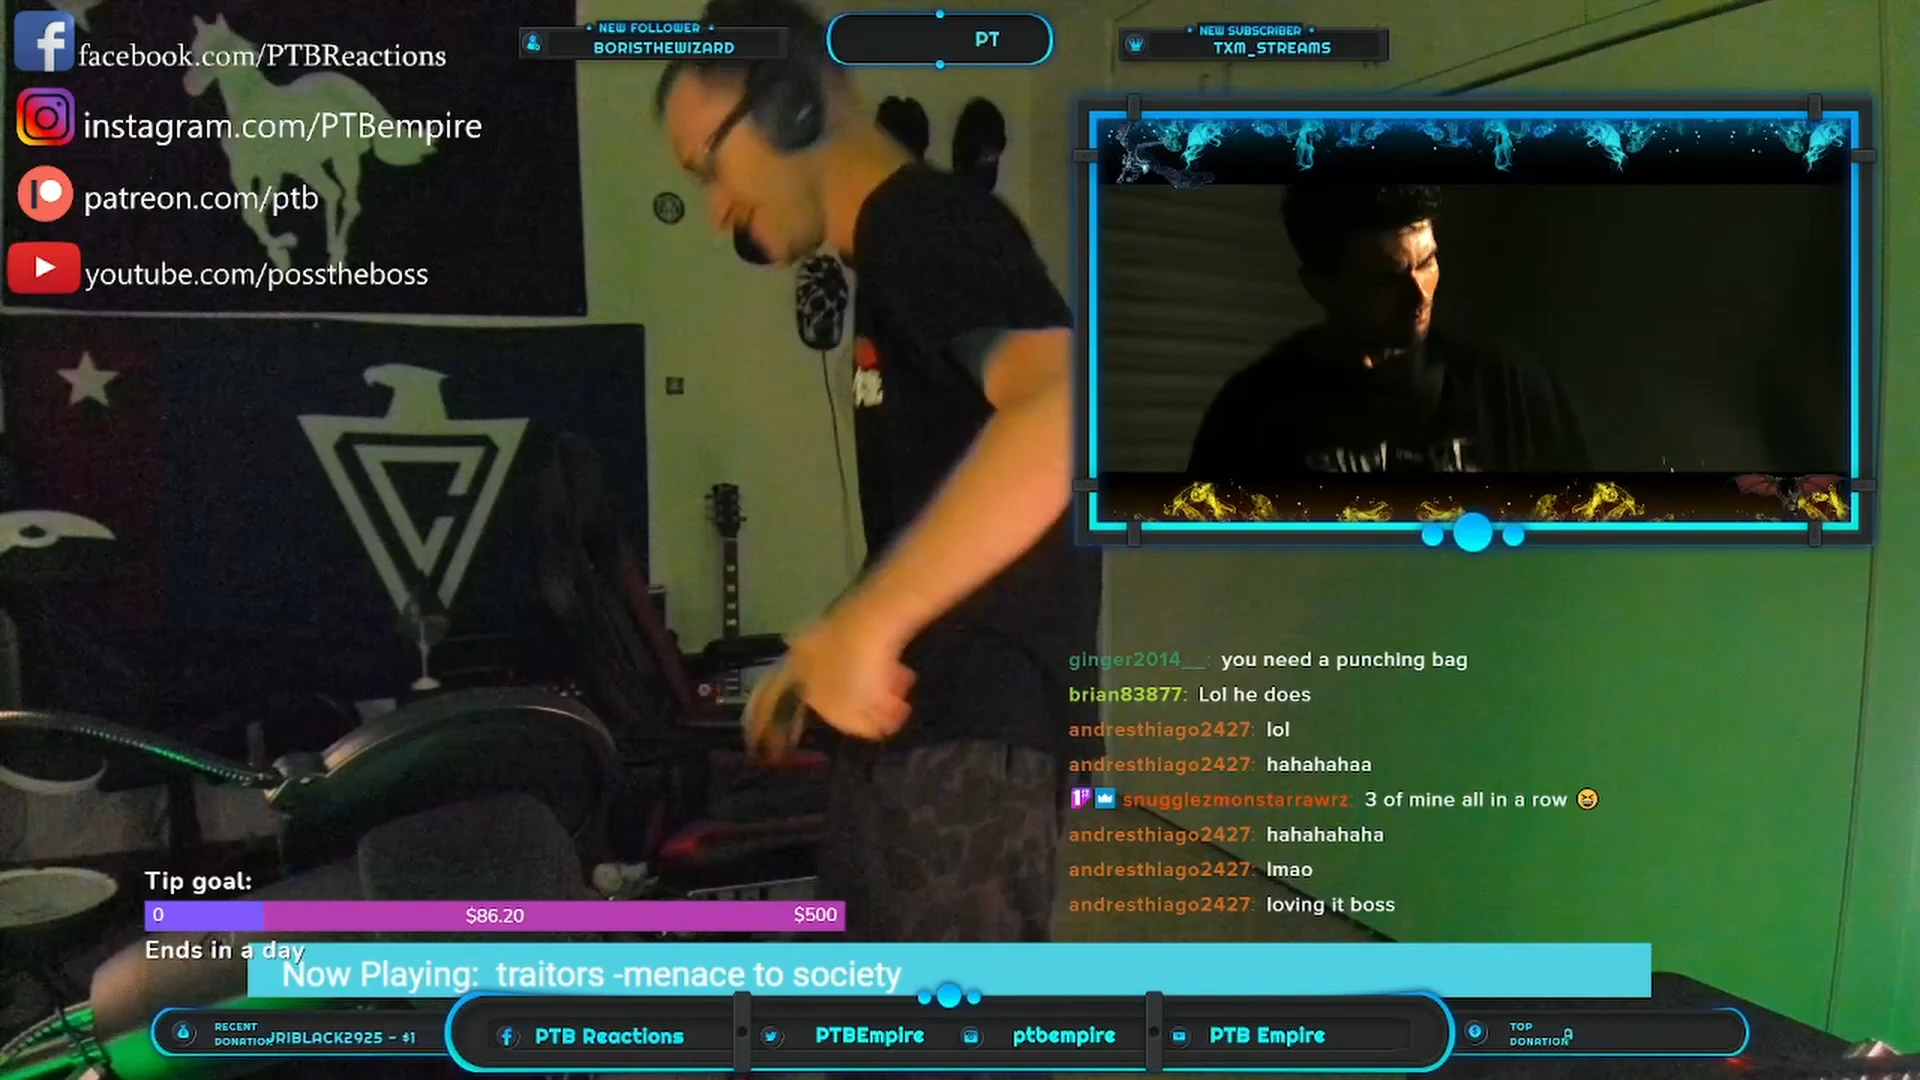 facebook.com/PTBReactions
instagram.com/PTBempire
patreon.com/ptb
youtube.com/posstheboss
NEW FOLLOWER
BORISTHEWIZARD
PT
NEW SUBSCRIBER
TXM_STREAMS
ginger2014__: you need a punching bag
brian83877: Lol he does
andresthiago2427: lol
andresthiago2427: hahahahaa
snugglezmonstarrawrz: 3 of mine all in a row
andresthiago2427: hahahahaha
andresthiago2427: lmao
andresthiago2427: loving it boss
Tip goal:
0 $86.20 $500
Ends in a day
Now Playing: traitors -menace to society
RECENT DONATION JRIBLACK2925 - $1
PTB Reactions
PTBEmpire
ptbempire
PTB Empire
TOP DONATION